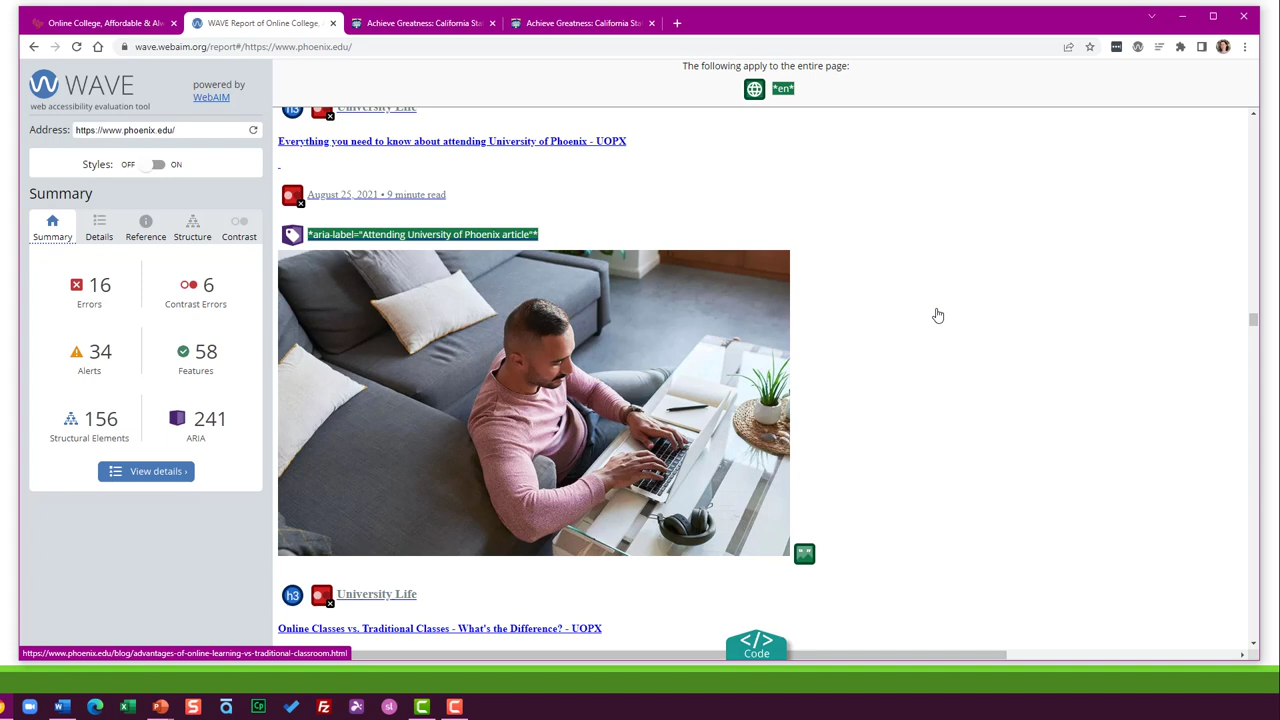 Online College, Affordable & Al
WAVE Report of Online College,
Achieve Greatness: California Sta
Achieve Greatness: California Sta
wave.webaim.org/report#/https://www.phoenix.edu/
WAVE
web accessibility evaluation tool
powered by
WebAIM
Address: https://www.phoenix.edu/
Styles: OFF ON
Summary
Summary Details Reference Structure Contrast
16
Errors
6
Contrast Errors
34
Alerts
58
Features
156
Structural Elements
241
ARIA
View details ›
The following apply to the entire page:
*en*
h3 University Life
Everything you need to know about attending University of Phoenix - UOPX
August 25, 2021 • 9 minute read
*aria-label="Attending University of Phoenix article"*
h3 University Life
Online Classes vs. Traditional Classes - What's the Difference? - UOPX
</>
Code
https://www.phoenix.edu/blog/advantages-of-online-learning-vs-traditional-classroom.html